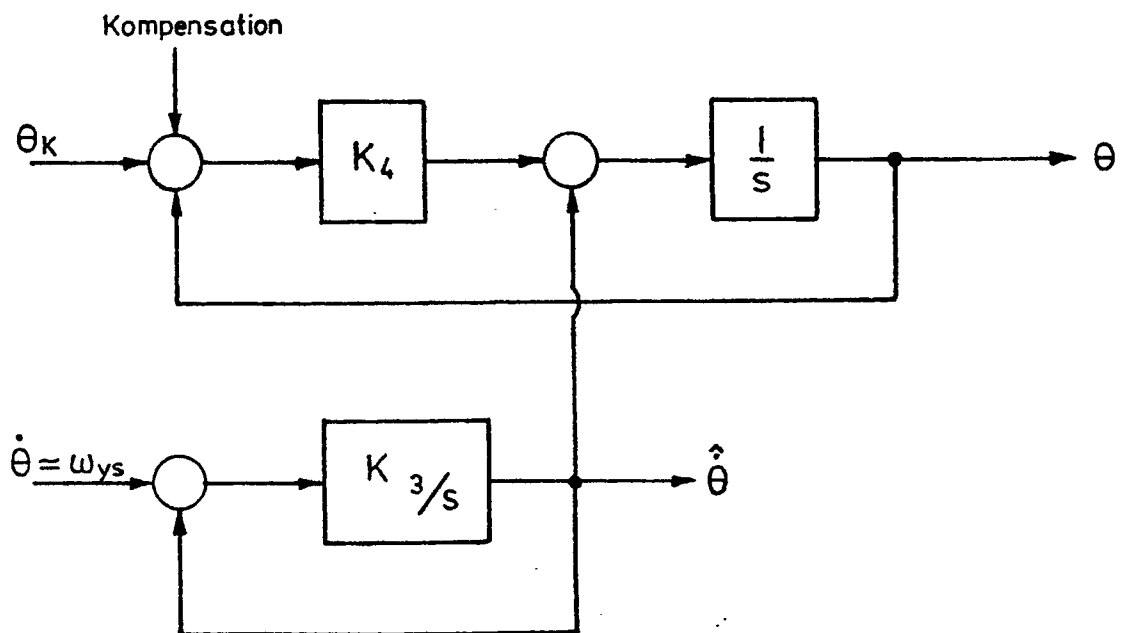 Kompensation
θK
K4
1/s
θ
θ̇ = ωys
K 3/s
θ̂̇